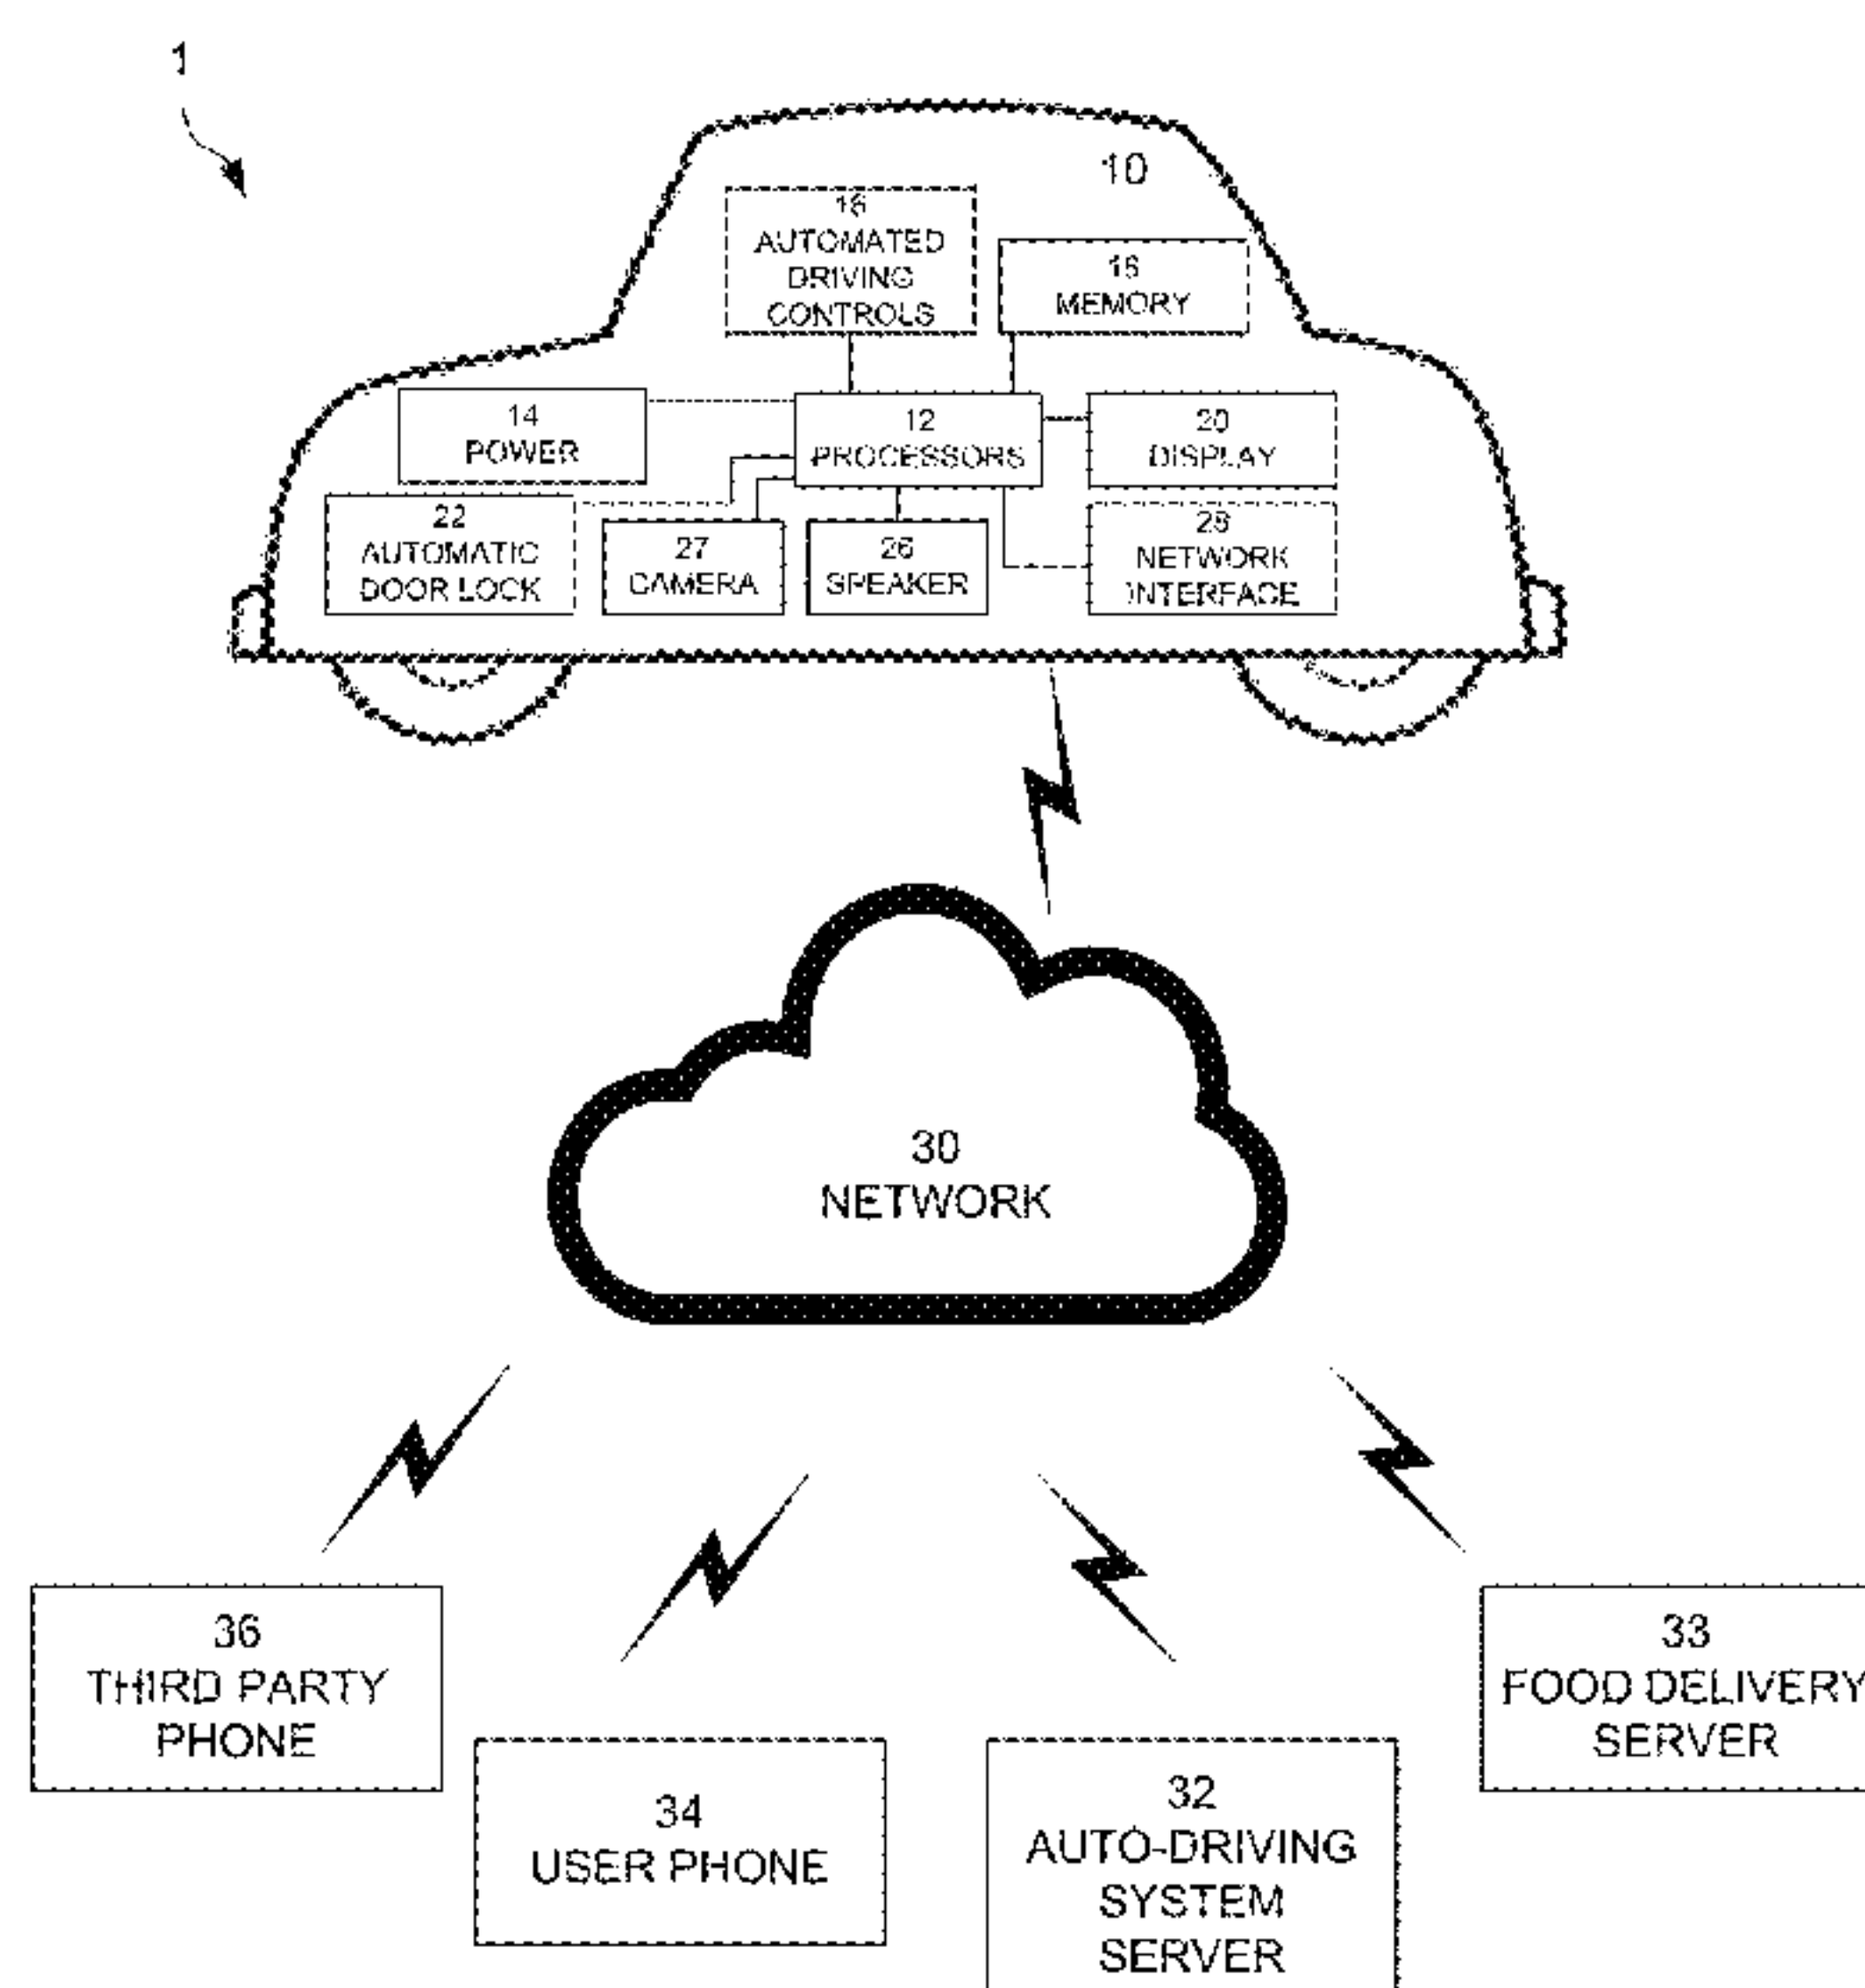 1
10
18
AUTOMATED
DRIVING
CONTROLS
16
MEMORY
14
POWER
12
PROCESSORS
20
DISPLAY
22
AUTOMATIC
DOOR LOCK
27
CAMERA
26
SPEAKER
28
NETWORK
INTERFACE
30
NETWORK
36
THIRD PARTY
PHONE
34
USER PHONE
32
AUTO-DRIVING
SYSTEM
SERVER
33
FOOD DELIVERY
SERVER